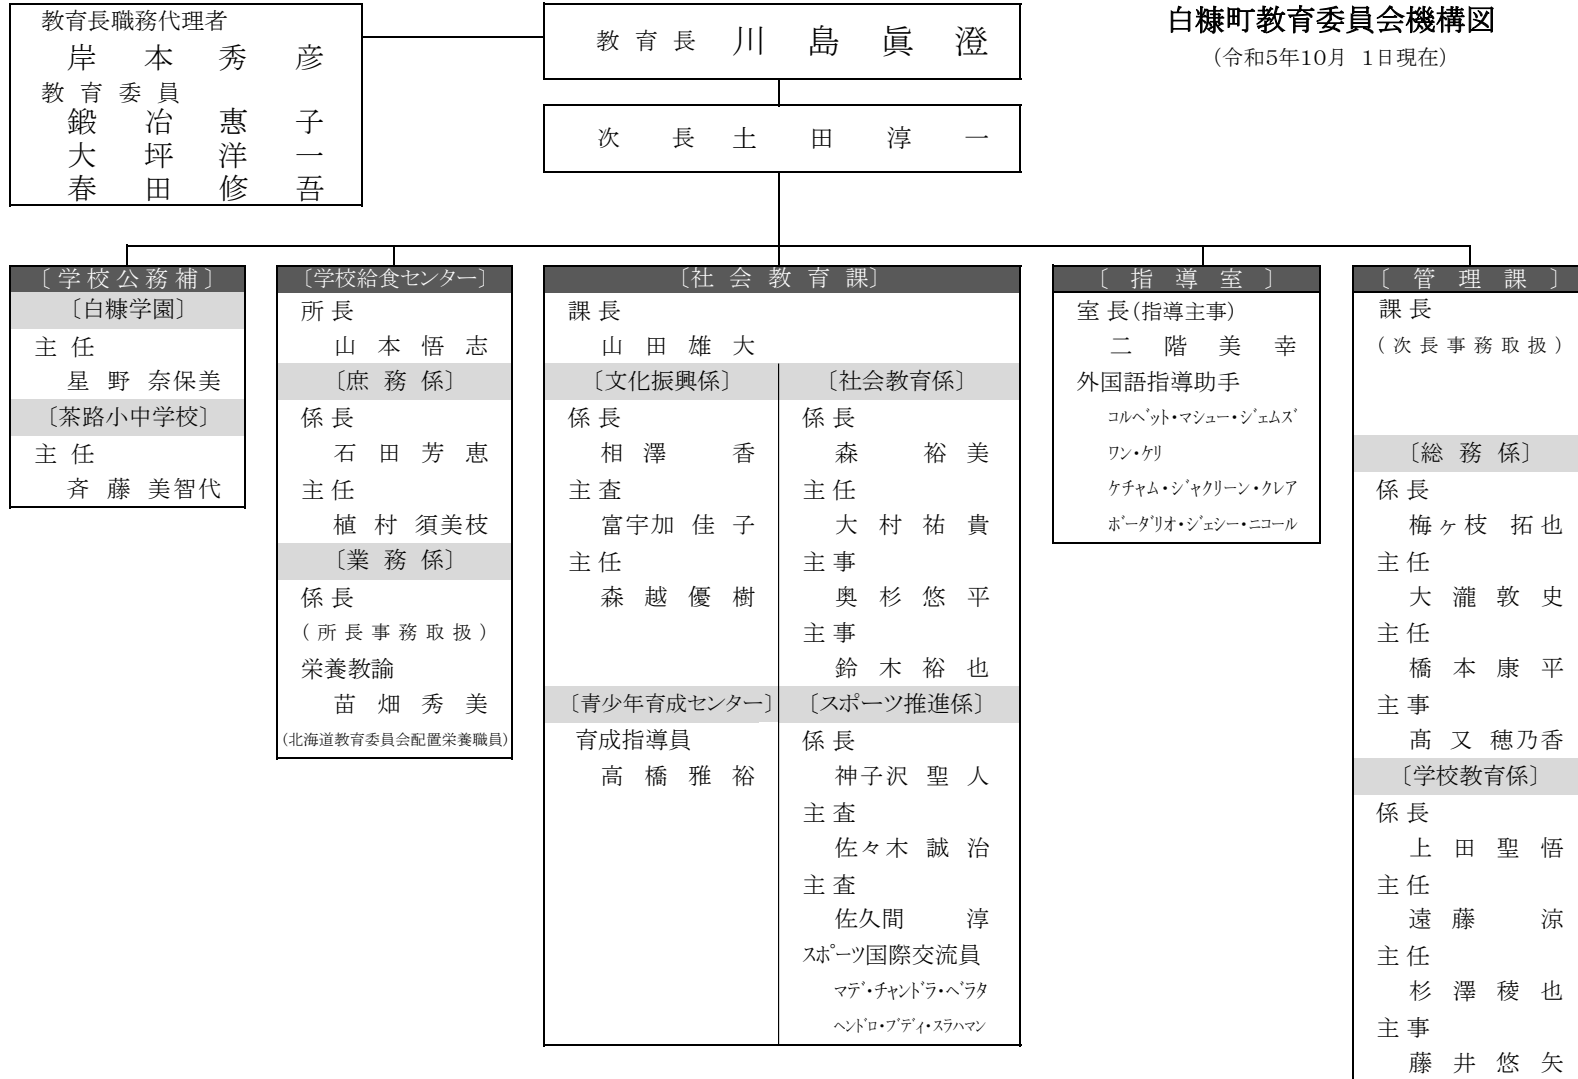 白糠町教育委員会機構図
(令和5年10月 1日現在)
教育長職務代理者
岸 本 秀 彦
教 育 委 員
鍛 冶 惠 子
大 坪 洋 一
春 田 修 吾
教 育 長 川 島 眞 澄
次 長 土 田 淳 一
〔 学 校 公 務 補 〕
〔白糠学園〕
主 任
星 野 奈保美
〔茶路小中学校〕
主 任
斉 藤 美智代
〔学校給食センター〕
所 長
山 本 悟 志
〔庶 務 係〕
係 長
石 田 芳 恵
主 任
植 村 須美枝
〔業 務 係〕
係 長
( 所 長 事 務 取 扱 )
栄養教諭
苗 畑 秀 美
(北海道教育委員会配置栄養職員)
〔社 会 教 育 課〕
課 長
山 田 雄 大
〔文化振興係〕
係 長
相 澤 香
主 査
富宇加 佳 子
主 任
森 越 優 樹
〔青少年育成センター〕
育成指導員
高 橋 雅 裕
〔社会教育係〕
係 長
森 裕 美
主 任
大 村 祐 貴
主 事
奥 杉 悠 平
主 事
鈴 木 裕 也
〔スポーツ推進係〕
係 長
神子沢 聖 人
主 査
佐々木 誠 治
主 査
佐久間 淳
スポーツ国際交流員
マデ・チャンドラ・ベラタ
ヘンドロ・ブディ・スラハマン
〔 指 導 室 〕
室 長(指導主事)
二 階 美 幸
外国語指導助手
コルベット・マシュー・ジェムズ
ワン・ケリ
ケチャム・ジャクリーン・クレア
ボーダリオ・ジェシー・ニコール
〔 管 理 課 〕
課 長
( 次 長 事 務 取 扱 )
〔総 務 係〕
係 長
梅ヶ枝 拓也
主 任
大 瀧 敦 史
主 任
橋 本 康 平
主 事
髙 又 穂乃香
〔学校教育係〕
係 長
上 田 聖 悟
主 任
遠 藤 涼
主 任
杉 澤 稜 也
主 事
藤 井 悠 矢